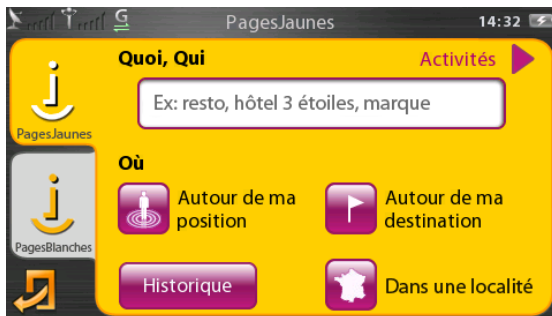 G PagesJaunes 14:32
Quoi, Qui Activités
Ex: resto, hôtel 3 étoiles, marque
PagesJaunes
Où
Autour de ma
position
Autour de ma
destination
PagesBlanches
Historique
Dans une localité